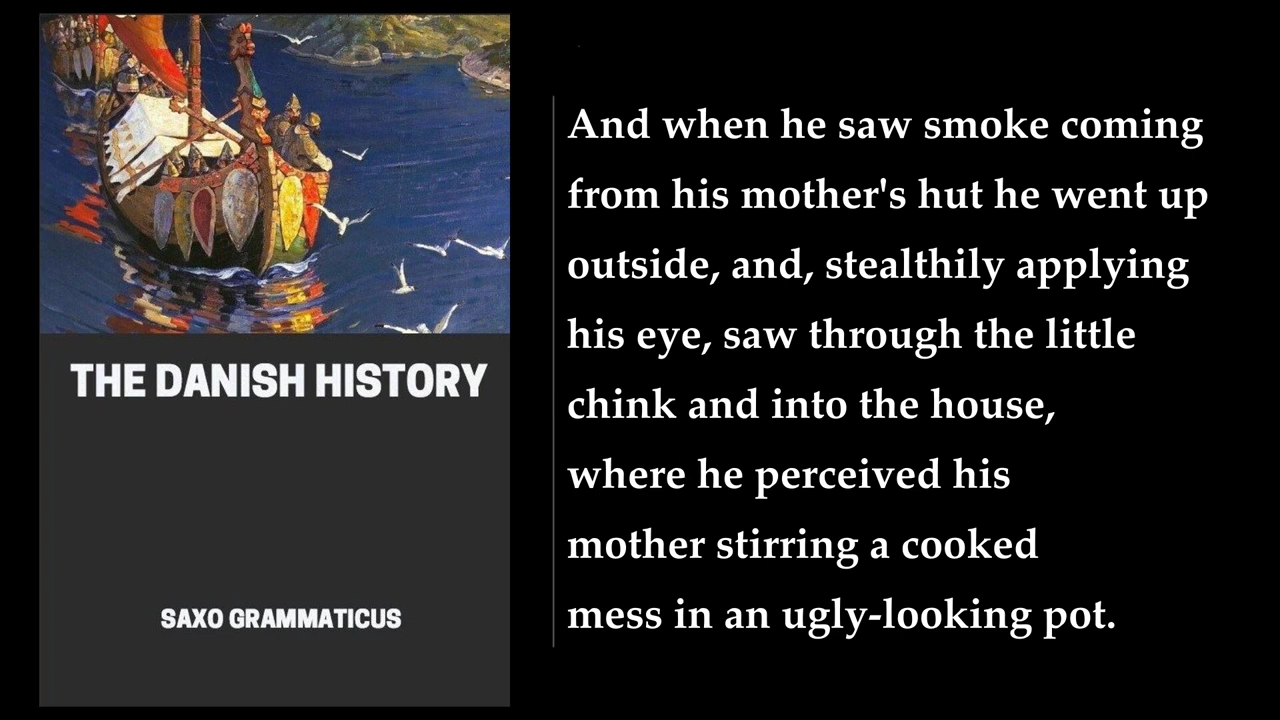 THE DANISH HISTORY
SAXO GRAMMATICUS
And when he saw smoke coming
from his mother's hut he went up
outside, and, stealthily applying
his eye, saw through the little
chink and into the house,
where he perceived his
mother stirring a cooked
mess in an ugly-looking pot.